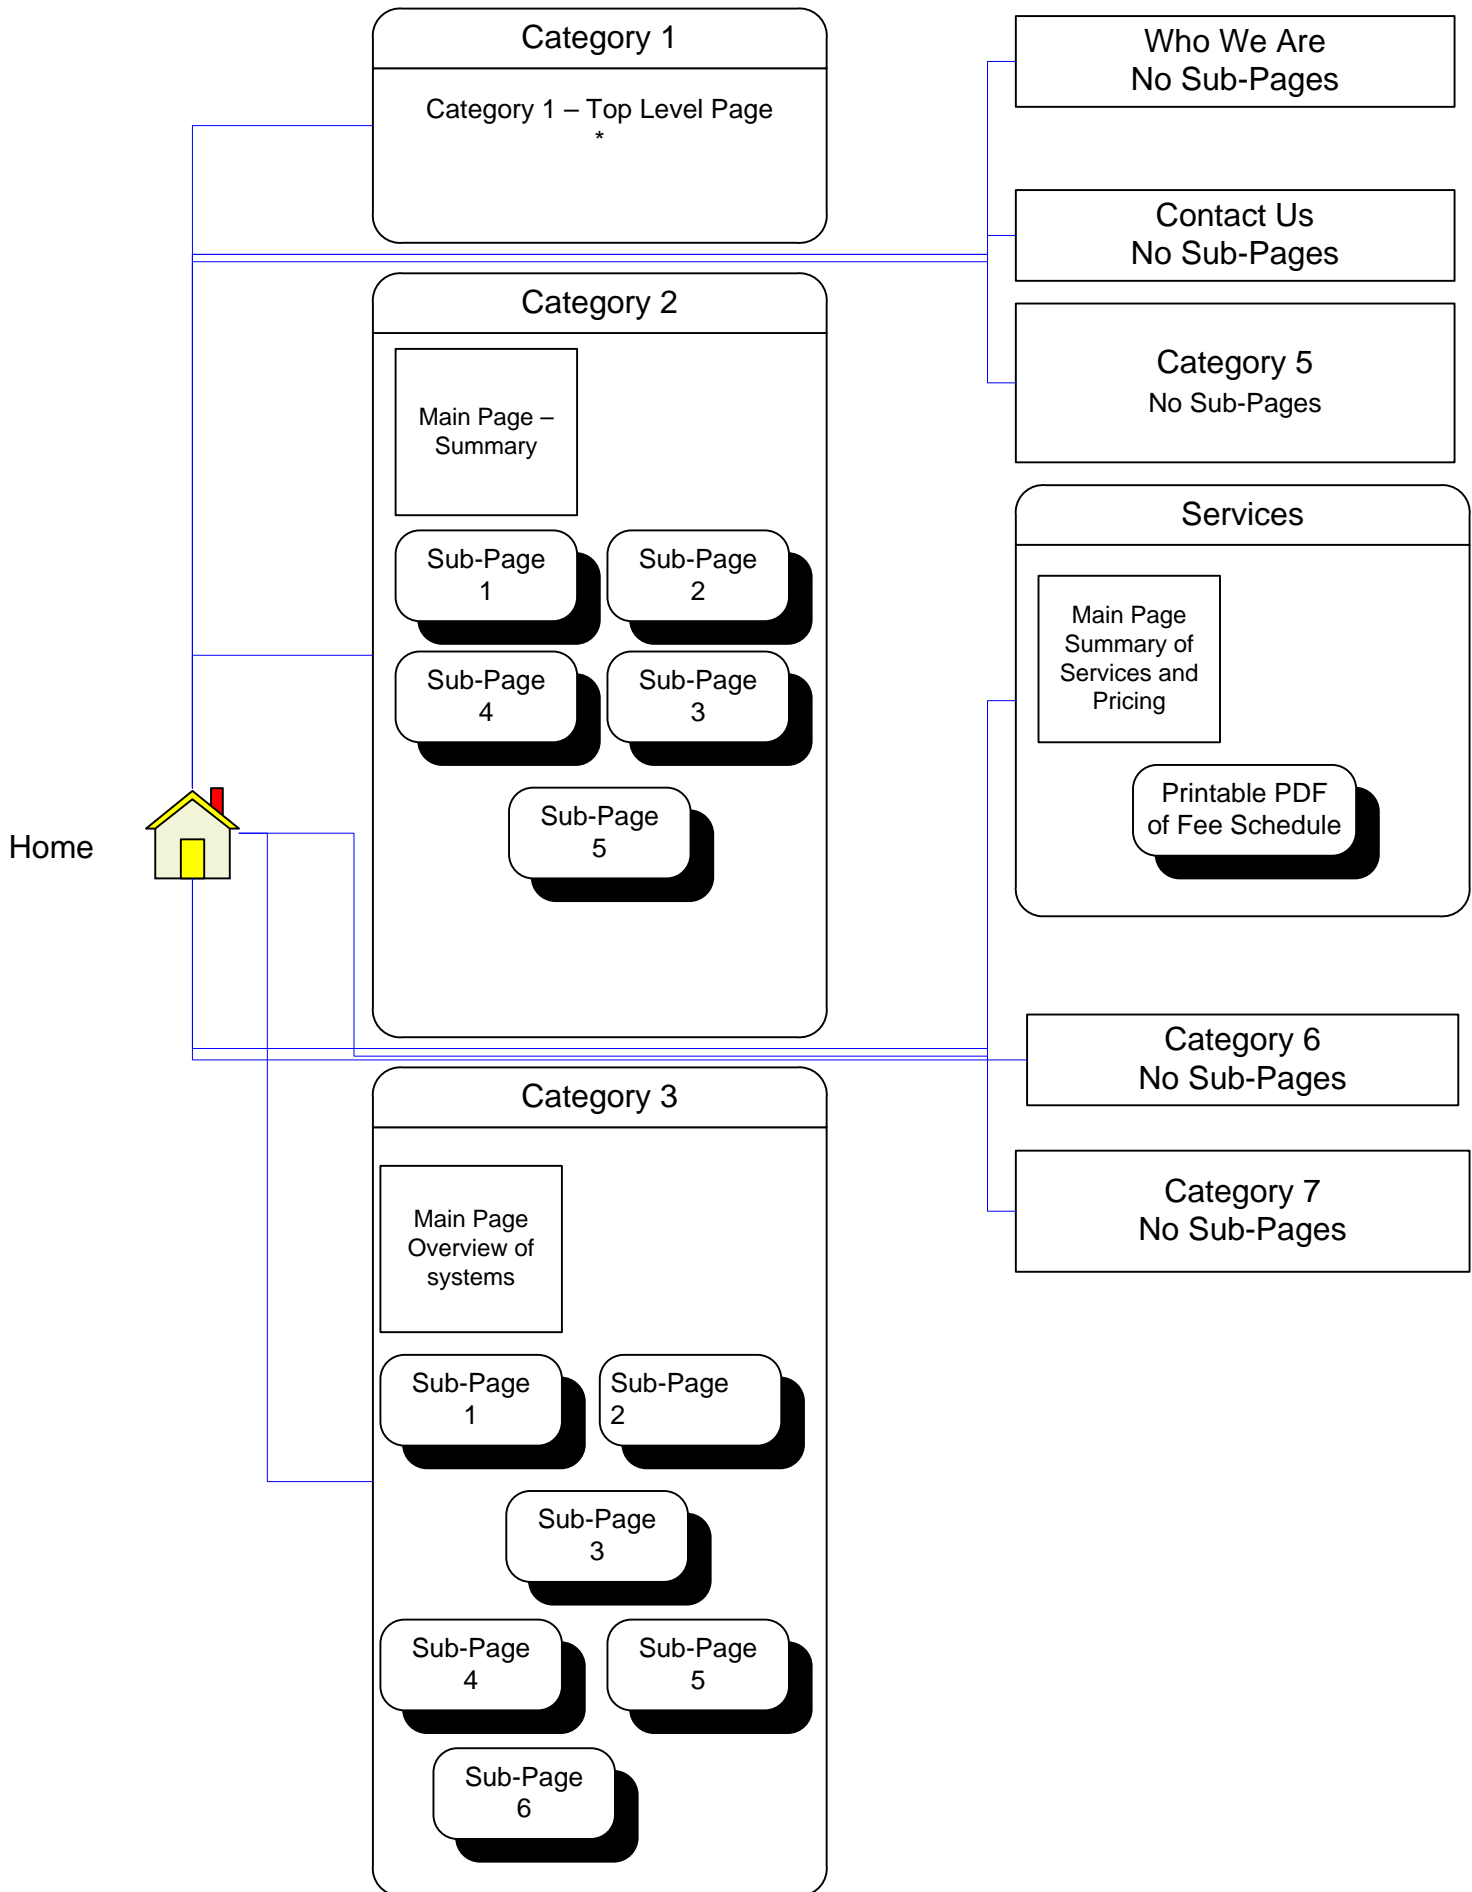 Category 1
Category 1 – Top Level Page
*
Who We Are
No Sub-Pages
Contact Us
No Sub-Pages
Category 2
Main Page –
Summary
Sub-Page
1
Sub-Page
2
Sub-Page
4
Sub-Page
3
Sub-Page
5
Category 5
No Sub-Pages
Services
Main Page
Summary of
Services and
Pricing
Printable PDF
of Fee Schedule
Home
Category 6
No Sub-Pages
Category 3
Main Page
Overview of
systems
Sub-Page
1
Sub-Page
2
Sub-Page
3
Sub-Page
4
Sub-Page
5
Sub-Page
6
Category 7
No Sub-Pages